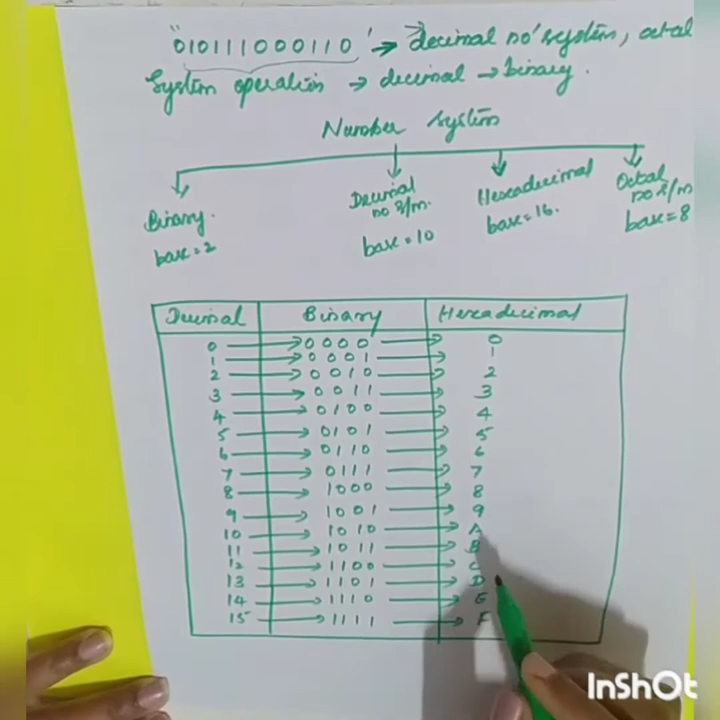 "010111000110" → decimal no' system, octal
System operation → decimal → binary.
Number system
Binary. Decimal no s/m. Hexadecimal Octal no s/m
base = 2 base = 10 base = 16. base = 8
Decimal Binary Hexadecimal
0 → 0000 → 0
1 → 0001 → 1
2 → 0010 → 2
3 → 0011 → 3
4 → 0100 → 4
5 → 0101 → 5
6 → 0110 → 6
7 → 0111 → 7
8 → 1000 → 8
9 → 1001 → 9
10 → 1010 → A
11 → 1011 → B
12 → 1100 → C
13 → 1101 → D
14 → 1110 → E
15 → 1111 → F
InShOt